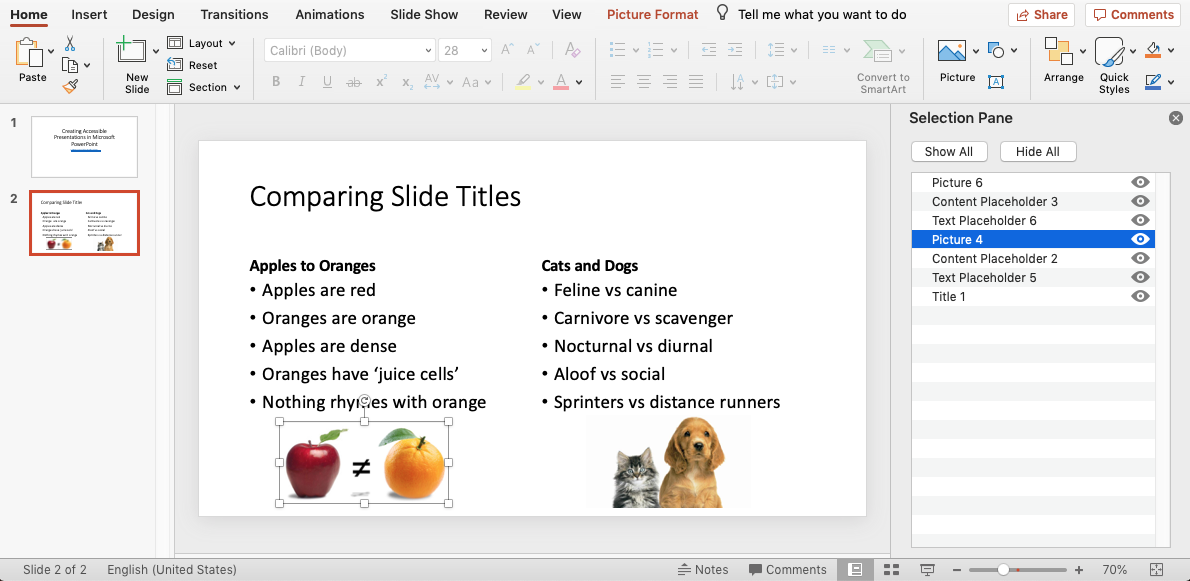 Home Insert Design Transitions Animations Slide Show Review View Picture Format Tell me what you want to do Share Comments
Paste
New
Slide
Layout
Reset
Section
Calibri (Body) 28
B I U ab x² x₂ AV Aa A
Convert to
SmartArt
Picture
Arrange
Quick
Styles
1
Creating Accessible
Presentations in Microsoft
PowerPoint
2
Comparing Slide Titles
Comparing Slide Titles
Apples to Oranges
• Apples are red
• Oranges are orange
• Apples are dense
• Oranges have ‘juice cells’
• Nothing rhymes with orange
≠
Cats and Dogs
• Feline vs canine
• Carnivore vs scavenger
• Nocturnal vs diurnal
• Aloof vs social
• Sprinters vs distance runners
Selection Pane
Show All Hide All
Picture 6
Content Placeholder 3
Text Placeholder 6
Picture 4
Content Placeholder 2
Text Placeholder 5
Title 1
Slide 2 of 2 English (United States) Notes Comments 70%